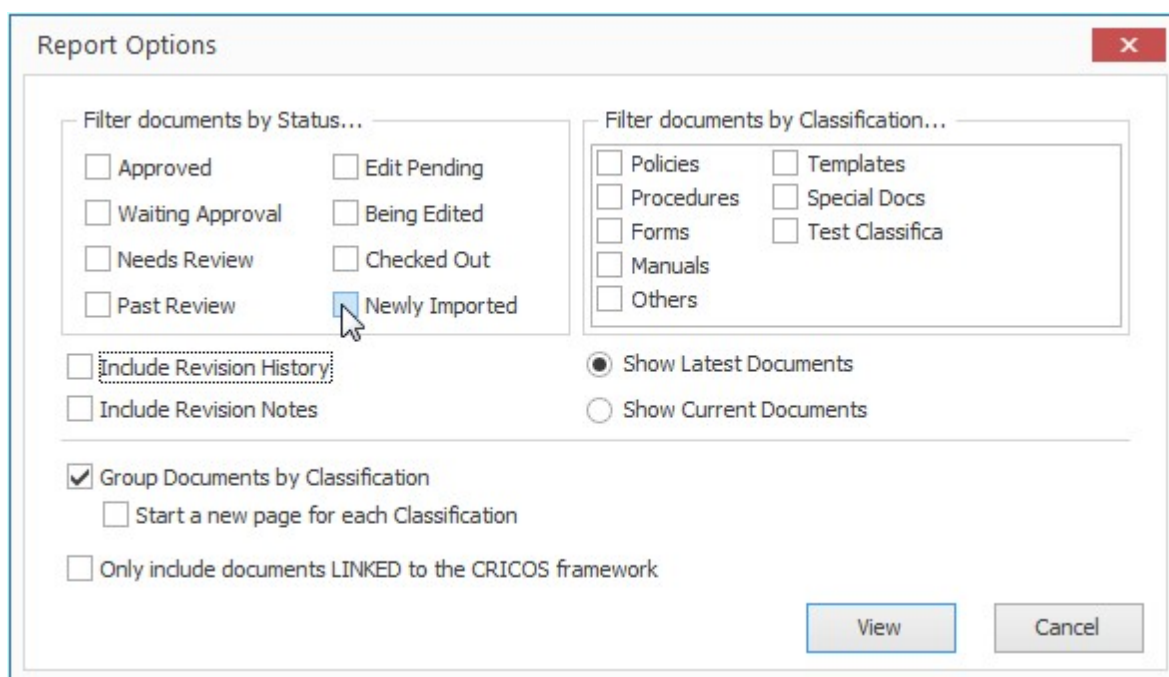 Report Options
Filter documents by Status...
Approved
Edit Pending
Waiting Approval
Being Edited
Needs Review
Checked Out
Past Review
Newly Imported
Filter documents by Classification...
Policies
Templates
Procedures
Special Docs
Forms
Test Classifica
Manuals
Others
Include Revision History
Include Revision Notes
Show Latest Documents
Show Current Documents
Group Documents by Classification
Start a new page for each Classification
Only include documents LINKED to the CRICOS framework
View
Cancel